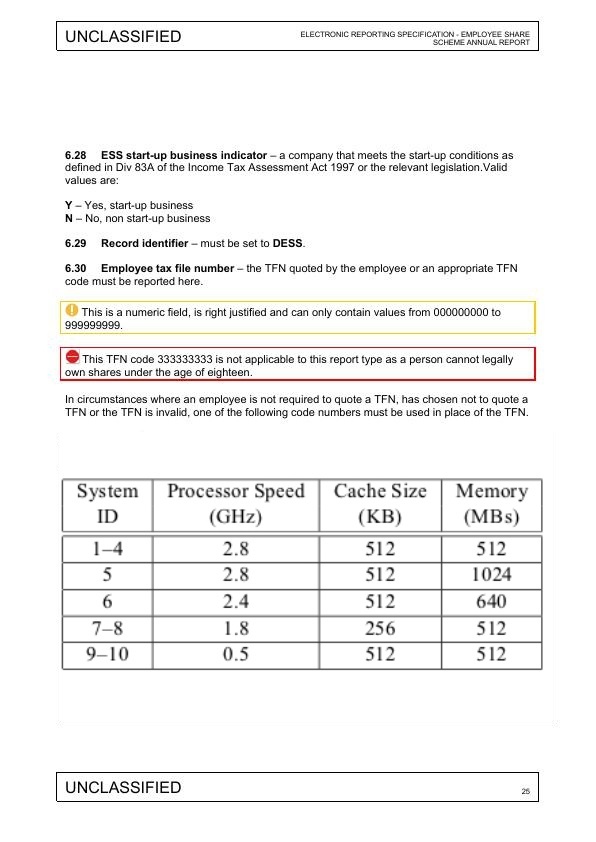 UNCLASSIFIED
ELECTRONIC REPORTING SPECIFICATION - EMPLOYEE SHARE
SCHEME ANNUAL REPORT
6.28 ESS start-up business indicator – a company that meets the start-up conditions as
defined in Div 83A of the Income Tax Assessment Act 1997 or the relevant legislation.Valid
values are:
Y – Yes, start-up business
N – No, non start-up business
6.29 Record identifier – must be set to DESS.
6.30 Employee tax file number – the TFN quoted by the employee or an appropriate TFN
code must be reported here.
This is a numeric field, is right justified and can only contain values from 000000000 to
999999999.
This TFN code 333333333 is not applicable to this report type as a person cannot legally
own shares under the age of eighteen.
In circumstances where an employee is not required to quote a TFN, has chosen not to quote a
TFN or the TFN is invalid, one of the following code numbers must be used in place of the TFN.
System Processor Speed Cache Size Memory
ID (GHz) (KB) (MBs)
1–4 2.8 512 512
5 2.8 512 1024
6 2.4 512 640
7–8 1.8 256 512
9–10 0.5 512 512
UNCLASSIFIED
25